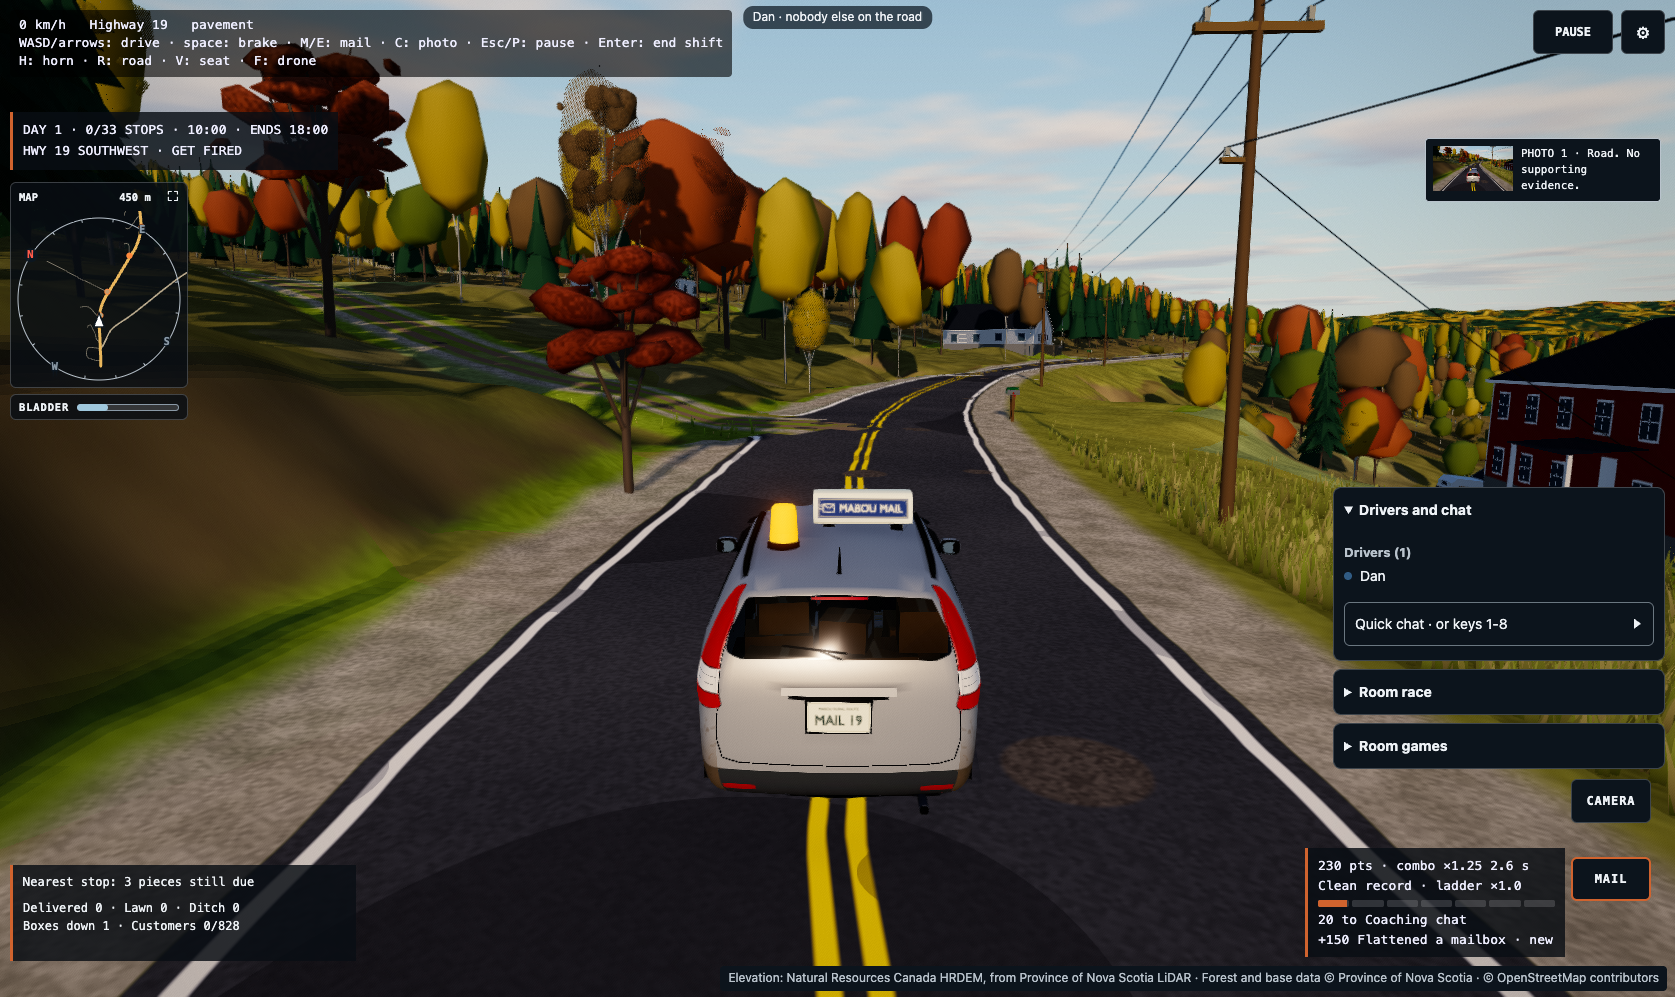 0 km/h Highway 19 pavement
WASD/arrows: drive · space: brake · M/E: mail · C: photo · Esc/P: pause · Enter: end shift
H: horn · R: road · V: seat · F: drone
Dan · nobody else on the road
PAUSE
DAY 1 · 0/33 STOPS · 10:00 · ENDS 18:00
HWY 19 SOUTHWEST · GET FIRED
MAP 450 m
N
E
S
W
BLADDER
PHOTO 1 · Road. No
supporting
evidence.
MABOU MAIL
MAIL 19
Drivers and chat
Drivers (1)
Dan
Quick chat · or keys 1-8
Room race
Room games
CAMERA
MAIL
Nearest stop: 3 pieces still due
Delivered 0 · Lawn 0 · Ditch 0
Boxes down 1 · Customers 0/828
230 pts · combo ×1.25 2.6 s
Clean record · ladder ×1.0
20 to Coaching chat
+150 Flattened a mailbox · new
Elevation: Natural Resources Canada HRDEM, from Province of Nova Scotia LiDAR · Forest and base data © Province of Nova Scotia · © OpenStreetMap contributors